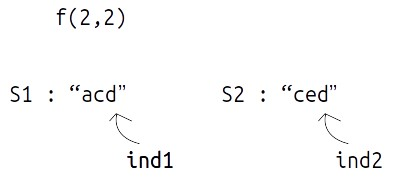 f(2,2)
S1 : “acd” S2 : “ced”
ind1 ind2